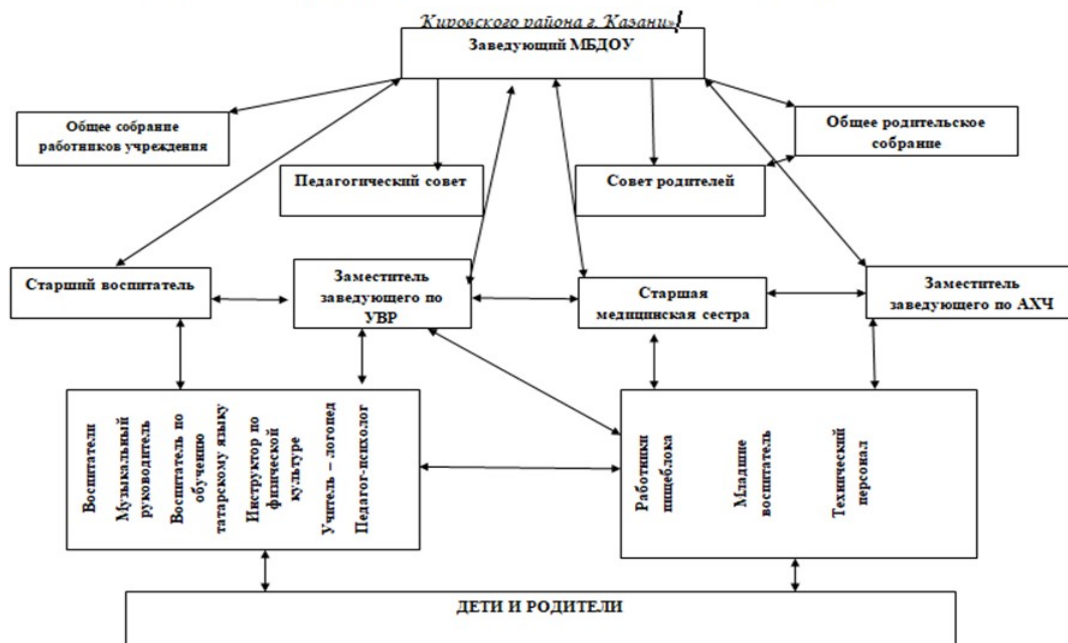 Кировского района г. Казани»{
Заведующий МБДОУ
Общее собрание
работников учреждения
Общее родительское
собрание
Педагогический совет
Совет родителей
Старший воспитатель
Заместитель
заведующего по
УВР
Старшая
медицинская сестра
Заместитель
заведующего по АХЧ
Воспитатели
Музыкальный
руководитель
Воспитатель по
обучению
татарскому языку
Инструктор по
физической
культуре
Учитель – логопед
Педагог-психолог
Работники
пищеблока
Младшие
воспитатель
Технический
персонал
ДЕТИ И РОДИТЕЛИ